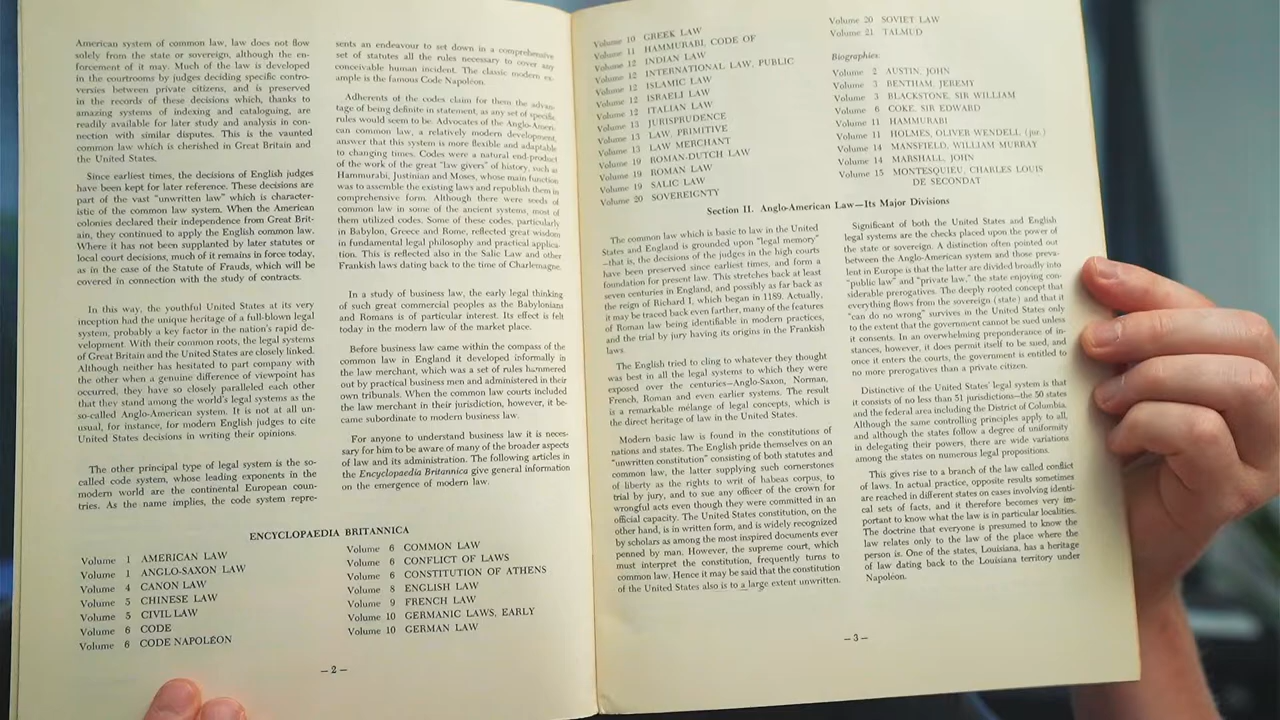 American system of common law, law does not flow
solely from the state or sovereign, although the en-
forcement of it may. Much of the law is developed
in the courtrooms by judges deciding specific contro-
versies between private citizens, and is preserved
in the records of these decisions which, thanks to
amazing systems of indexing and cataloguing, are
readily available for later study and analysis in con-
nection with similar disputes. This is the vaunted
common law which is cherished in Great Britain and
the United States.
Since earliest times, the decisions of English judges
have been kept for later reference. These decisions are
part of the vast "unwritten law" which is character-
istic of the common law system. When the American
colonies declared their independence from Great Brit-
ain, they continued to apply the English common law.
Where it has not been supplanted by later statutes or
local court decisions, much of it remains in force today,
as in the case of the Statute of Frauds, which will be
covered in connection with the study of contracts.
In this way, the youthful United States at its very
inception had the unique heritage of a full-blown legal
system, probably a key factor in the nation's rapid de-
velopment. With their common roots, the legal systems
of Great Britain and the United States are closely linked.
Although neither has hesitated to part company with
the other when a genuine difference of viewpoint has
occurred, they have so closely paralleled each other
that they stand among the world's legal systems as the
so-called Anglo-American system. It is not at all un-
usual, for instance, for modern English judges to cite
United States decisions in writing their opinions.
The other principal type of legal system is the so-
called code system, whose leading exponents in the
modern world are the continental European coun-
tries. As the name implies, the code system repre-
sents an endeavour to set down in a comprehensive
set of statutes all the rules necessary to cover any
conceivable human incident. The classic modern ex-
ample is the famous Code Napoléon.
Adherents of the codes claim for them the advan-
tage of being definite in statement, as any set of specific
rules would seem to be. Advocates of the Anglo-Ameri-
can common law, a relatively modern development,
answer that this system is more flexible and adaptable
to changing times. Codes were a natural end-product
of the work of the great "law givers" of history, such as
Hammurabi, Justinian and Moses, whose main function
was to assemble the existing laws and republish them in
comprehensive form. Although there were seeds of
common law in some of the ancient systems, most of
them utilized codes. Some of these codes, particularly
in Babylon, Greece and Rome, reflected great wisdom
in fundamental legal philosophy and practical applica-
tion. This is reflected also in the Salic Law and other
Frankish laws dating back to the time of Charlemagne.
In a study of business law, the early legal thinking
of such great commercial peoples as the Babylonians
and Romans is of particular interest. Its effect is felt
today in the modern law of the market place.
Before business law came within the compass of the
common law in England it developed informally in
the law merchant, which was a set of rules hammered
out by practical business men and administered in their
own tribunals. When the common law courts included
the law merchant in their jurisdiction, however, it be-
came subordinate to modern business law.
For anyone to understand business law it is neces-
sary for him to be aware of many of the broader aspects
of law and its administration. The following articles in
the Encyclopaedia Britannica give general information
on the emergence of modern law.
ENCYCLOPAEDIA BRITANNICA
Volume 1 AMERICAN LAW
Volume 1 ANGLO-SAXON LAW
Volume 4 CANON LAW
Volume 5 CHINESE LAW
Volume 5 CIVIL LAW
Volume 6 CODE
Volume 6 CODE NAPOLÉON
Volume 6 COMMON LAW
Volume 6 CONFLICT OF LAWS
Volume 6 CONSTITUTION OF ATHENS
Volume 8 ENGLISH LAW
Volume 9 FRENCH LAW
Volume 10 GERMANIC LAWS, EARLY
Volume 10 GERMAN LAW
—2—
Volume 10 GREEK LAW
Volume 11 HAMMURABI, CODE OF
Volume 12 INDIAN LAW
Volume 12 INTERNATIONAL LAW, PUBLIC
Volume 12 ISLAMIC LAW
Volume 12 ISRAELI LAW
Volume 12 ITALIAN LAW
Volume 13 JURISPRUDENCE
Volume 13 LAW, PRIMITIVE
Volume 13 LAW MERCHANT
Volume 19 ROMAN-DUTCH LAW
Volume 19 ROMAN LAW
Volume 19 SALIC LAW
Volume 20 SOVEREIGNTY
Volume 20 SOVIET LAW
Volume 21 TALMUD
Biographies:
Volume 2 AUSTIN, JOHN
Volume 3 BENTHAM, JEREMY
Volume 3 BLACKSTONE, SIR WILLIAM
Volume 6 COKE, SIR EDWARD
Volume 11 HAMMURABI
Volume 11 HOLMES, OLIVER WENDELL (jur.)
Volume 14 MANSFIELD, WILLIAM MURRAY
Volume 14 MARSHALL, JOHN
Volume 15 MONTESQUIEU, CHARLES LOUIS
DE SECONDAT
Section II. Anglo-American Law—Its Major Divisions
The common law which is basic to law in the United
States and England is grounded upon "legal memory"
—that is, the decisions of the judges in the high courts
have been preserved since earliest times, and form a
foundation for present law. This stretches back at least
seven centuries in England, and possibly as far back as
the reign of Richard I, which began in 1189. Actually,
it may be traced back even farther, many of the features
of Roman law being identifiable in modern practices,
and the trial by jury having its origins in the Frankish
laws.
The English tried to cling to whatever they thought
was best in all the legal systems to which they were
exposed over the centuries—Anglo-Saxon, Norman,
French, Roman and even earlier systems. The result
is a remarkable mélange of legal concepts, which is
the direct heritage of law in the United States.
Modern basic law is found in the constitutions of
nations and states. The English pride themselves on an
"unwritten constitution" consisting of both statutes and
common law, the latter supplying such cornerstones
of liberty as the rights to writ of habeas corpus, to
trial by jury, and to sue any officer of the crown for
wrongful acts even though they were committed in an
official capacity. The United States constitution, on the
other hand, is in written form, and is widely recognized
by scholars as among the most inspired documents ever
penned by man. However, the supreme court, which
must interpret the constitution, frequently turns to
common law. Hence it may be said that the constitution
of the United States also is to a large extent unwritten.
Significant of both the United States and English
legal systems are the checks placed upon the power of
the state or sovereign. A distinction often pointed out
between the Anglo-American system and those preva-
lent in Europe is that the latter are divided broadly into
"public law" and "private law," the state enjoying con-
siderable prerogatives. The deeply rooted concept that
everything flows from the sovereign (state) and that it
"can do no wrong" survives in the United States only
to the extent that the government cannot be sued unless
it consents. In an overwhelming preponderance of in-
stances, however, it does permit itself to be sued, and
once it enters the courts, the government is entitled to
no more prerogatives than a private citizen.
Distinctive of the United States' legal system is that
it consists of no less than 51 jurisdictions—the 50 states
and the federal area including the District of Columbia.
Although the same controlling principles apply to all,
and although the states follow a degree of uniformity
in delegating their powers, there are wide variations
among the states on numerous legal propositions.
This gives rise to a branch of the law called conflict
of laws. In actual practice, opposite results sometimes
are reached in different states on cases involving identi-
cal sets of facts, and it therefore becomes very im-
portant to know what the law is in particular localities.
The doctrine that everyone is presumed to know the
law relates only to the law of the place where the
person is. One of the states, Louisiana, has a heritage
of law dating back to the Louisiana territory under
Napoléon.
—3—